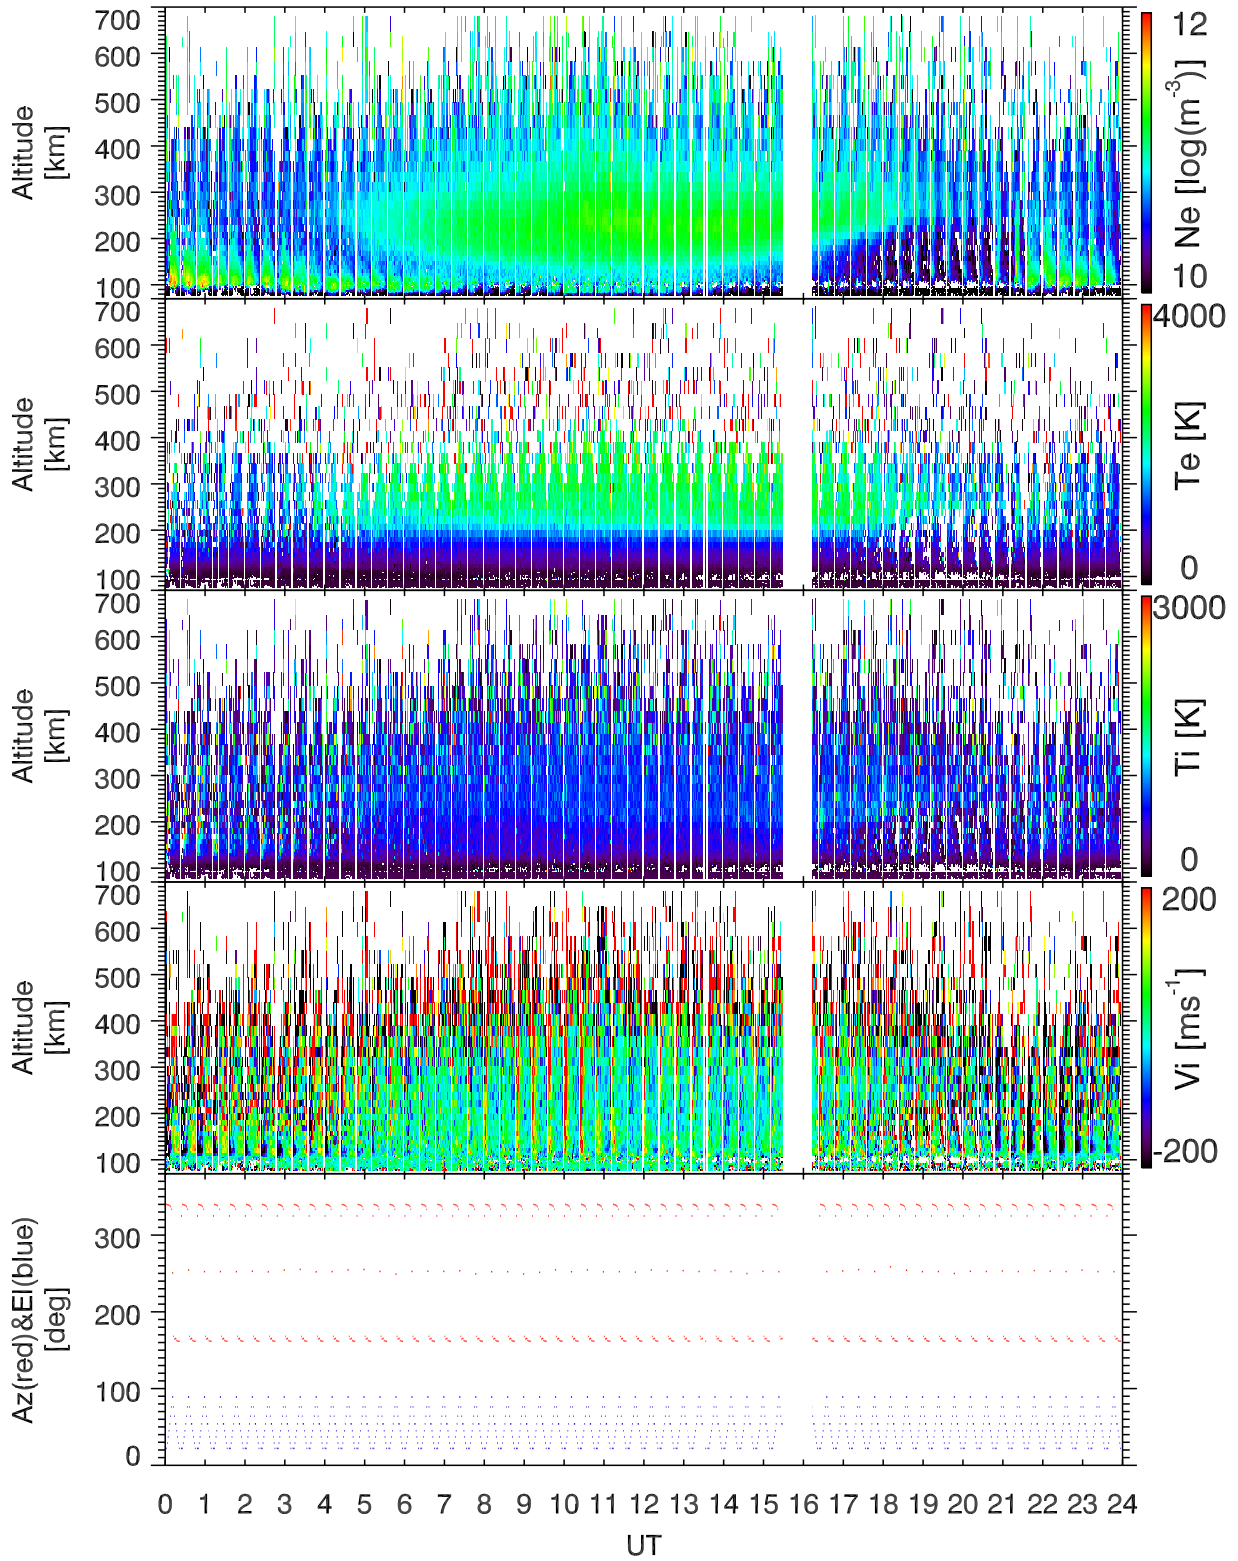 700
600
500
400
300
200
100
Altitude
[km]
12
10
Ne [log(m⁻³)]
700
600
500
400
300
200
100
Altitude
[km]
4000
0
Te [K]
700
600
500
400
300
200
100
Altitude
[km]
3000
0
Ti [K]
700
600
500
400
300
200
100
Altitude
[km]
200
-200
Vi [ms⁻¹]
300
200
100
0
Az(red)&El(blue)
[deg]
0 1 2 3 4 5 6 7 8 9 10 11 12 13 14 15 16 17 18 19 20 21 22 23 24
UT